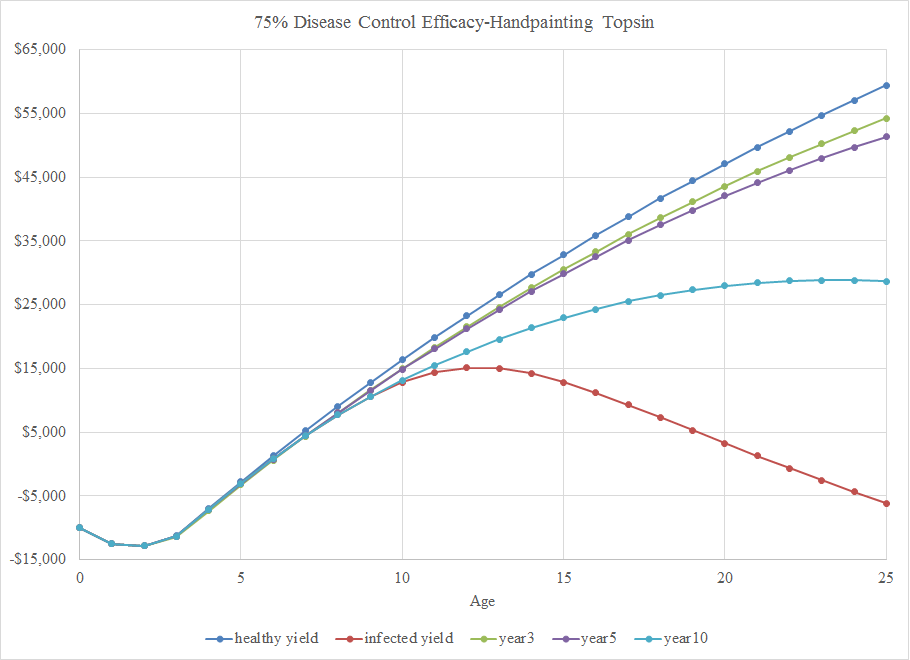 75% Disease Control Efficacy-Handpainting Topsin
$65,000
$55,000
$45,000
$35,000
$25,000
$15,000
$5,000
-$5,000
-$15,000
0 5 10 15 20 25
Age
healthy yield infected yield year3 year5 year10